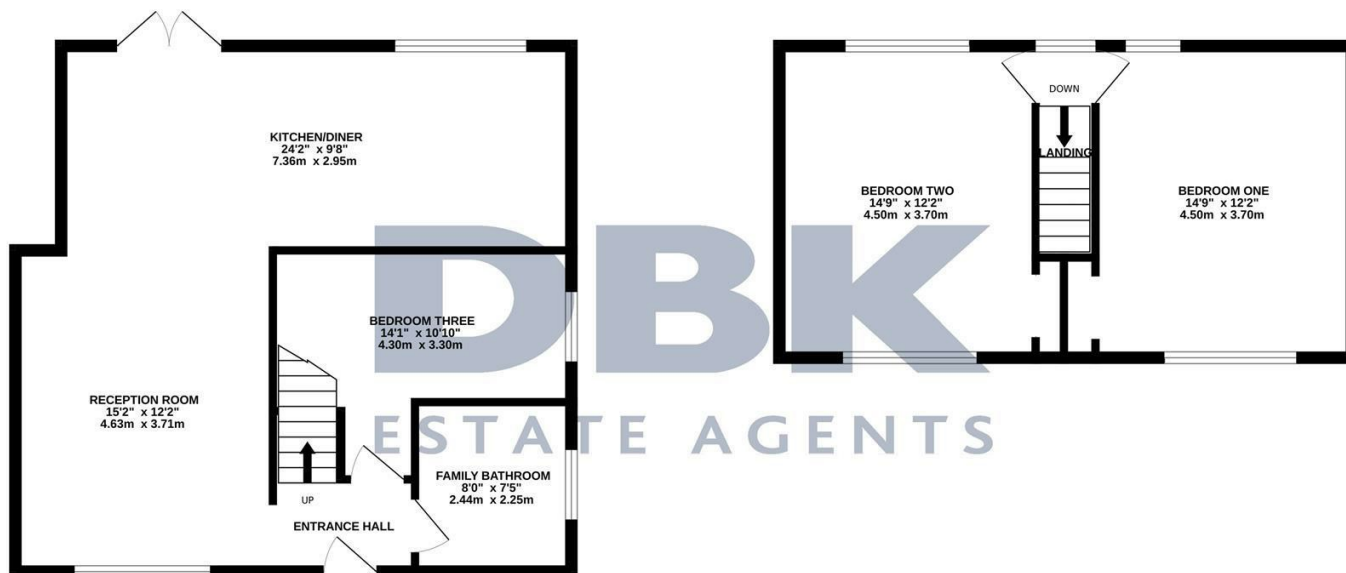 KITCHEN/DINER
24'2" x 9'8"
7.36m x 2.95m
BEDROOM THREE
14'1" x 10'10"
4.30m x 3.30m
RECEPTION ROOM
15'2" x 12'2"
4.63m x 3.71m
FAMILY BATHROOM
8'0" x 7'5"
2.44m x 2.25m
UP
ENTRANCE HALL
DOWN
LANDING
BEDROOM TWO
14'9" x 12'2"
4.50m x 3.70m
BEDROOM ONE
14'9" x 12'2"
4.50m x 3.70m
DBK
ESTATE AGENTS